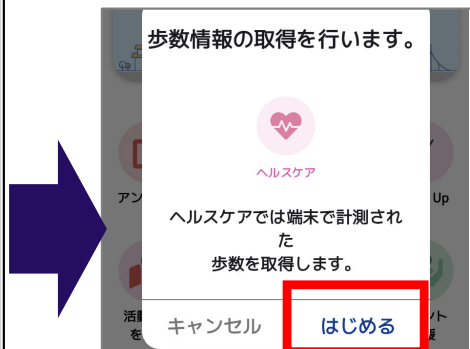 歩数情報の取得を行います。
ヘルスケア
アン
Up
ヘルスケアでは端末で計測され
た
歩数を取得します。
活
ント
を
キャンセル
はじめる